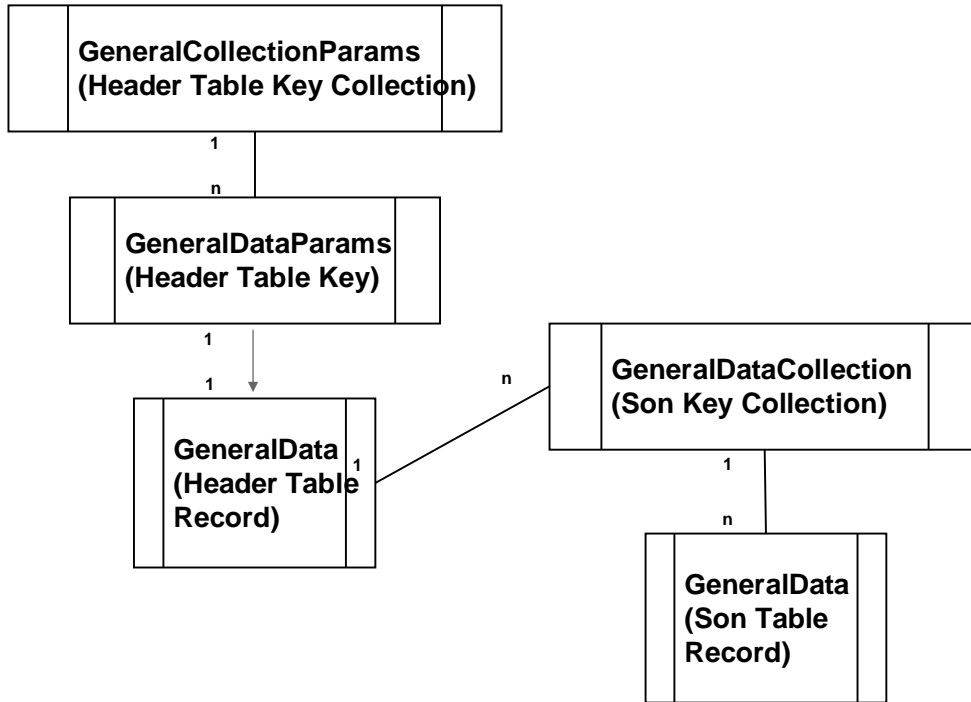 GeneralCollectionParams
(Header Table Key Collection)
1
n
GeneralDataParams
(Header Table Key)
1
1
GeneralData
(Header Table
Record)
1
n
GeneralDataCollection
(Son Key Collection)
1
n
GeneralData
(Son Table
Record)